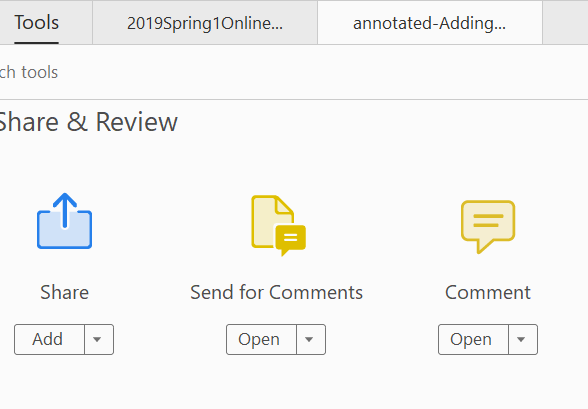 Tools 2019Spring1Online... annotated-Adding...
ch tools
Share & Review
Share Send for Comments Comment
Add Open Open